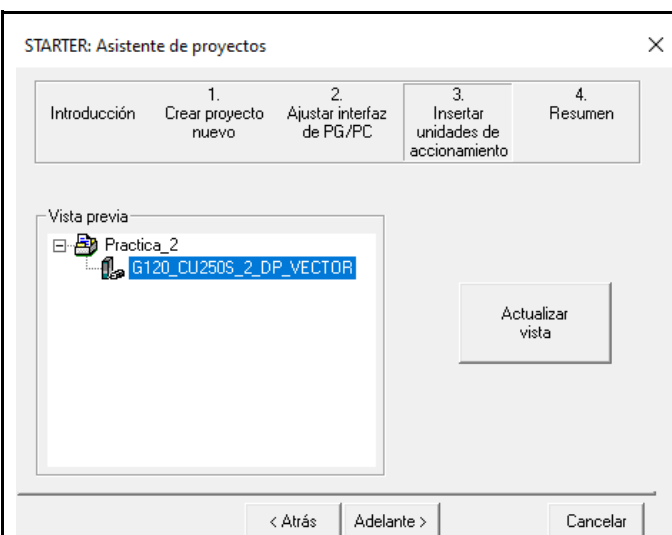 STARTER: Asistente de proyectos
Introducción
1.
Crear proyecto
nuevo
2.
Ajustar interfaz
de PG/PC
3.
Insertar
unidades de
accionamiento
4.
Resumen
Vista previa
Practica_2
G120_CU250S_2_DP_VECTOR
Actualizar
vista
< Atrás
Adelante >
Cancelar